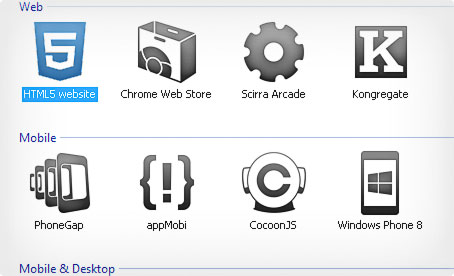 Web
5
HTML5 website
Chrome Web Store
Scirra Arcade
K
Kongregate
Mobile
{!}
PhoneGap
appMobi
CocoonJS
Windows Phone 8
Mobile & Desktop